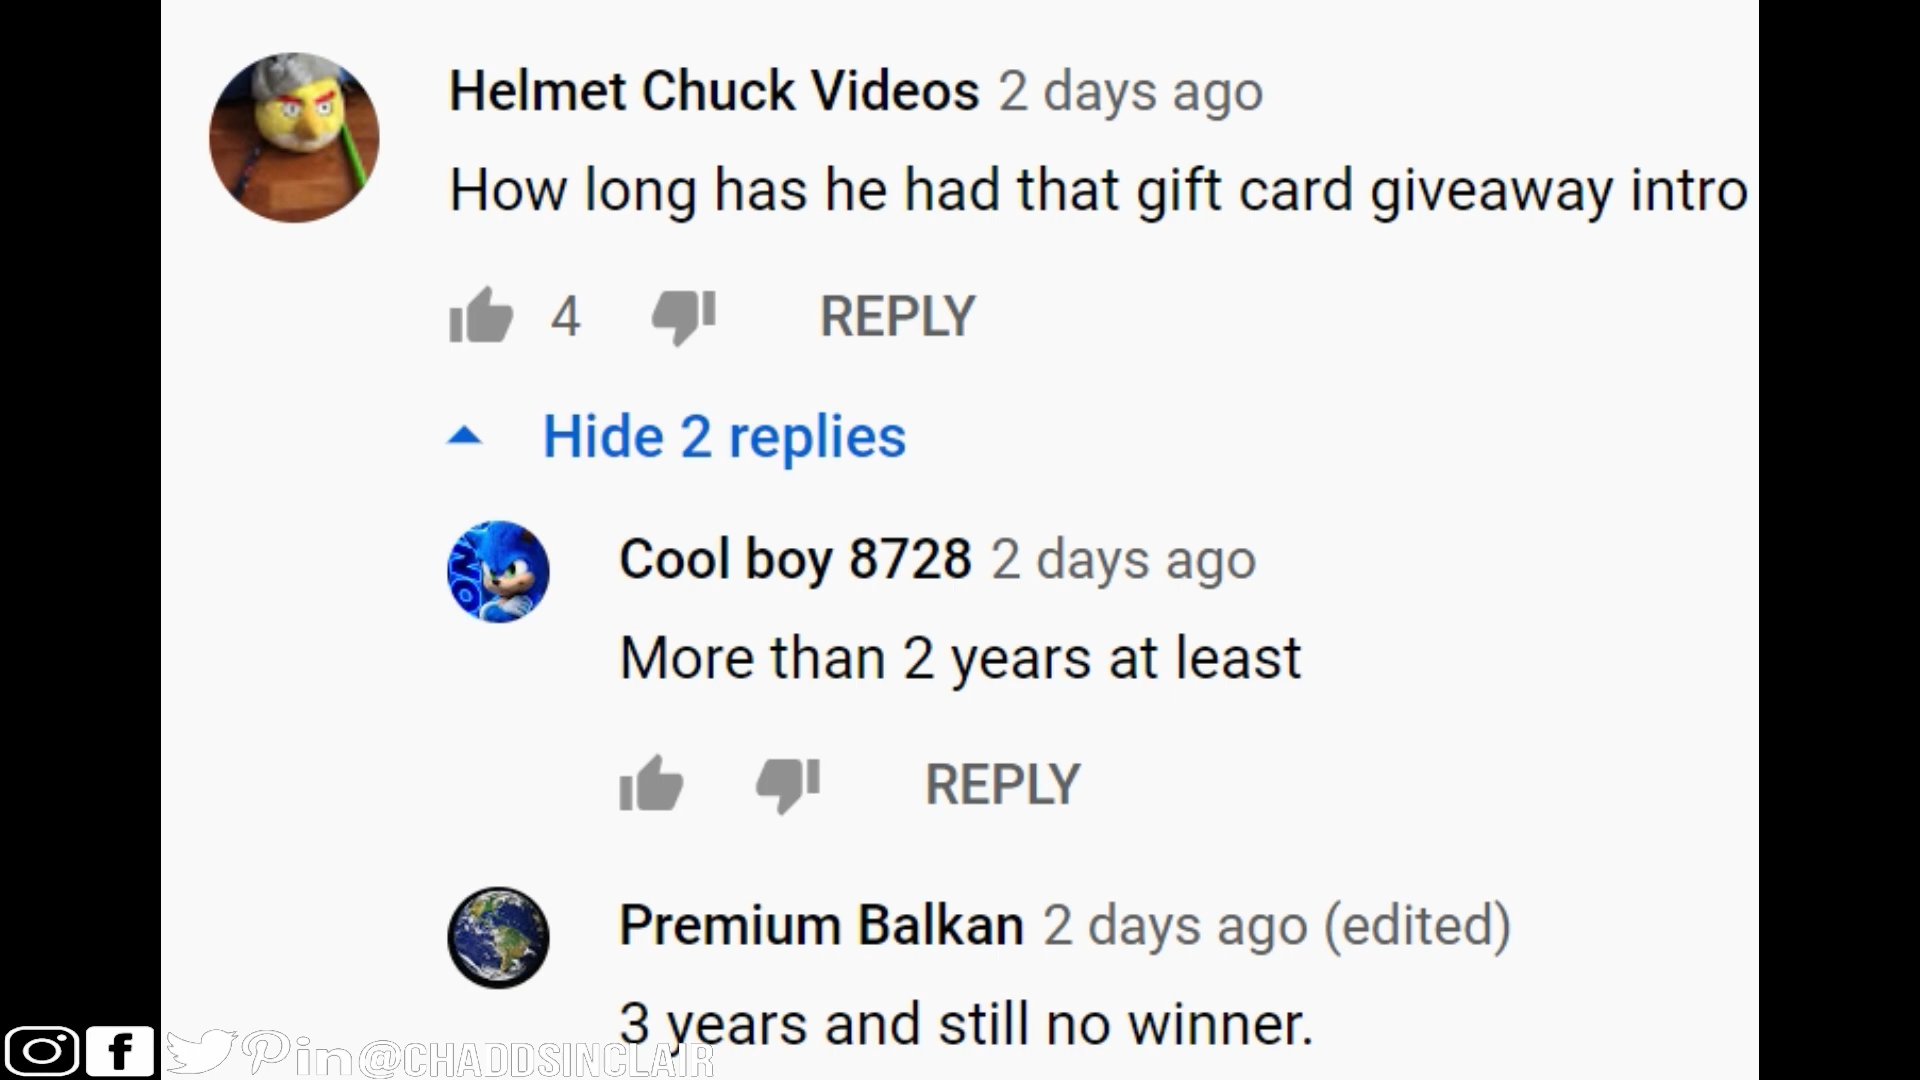 Helmet Chuck Videos 2 days ago
How long has he had that gift card giveaway intro
4 REPLY
Hide 2 replies
Cool boy 8728 2 days ago
More than 2 years at least
REPLY
Premium Balkan 2 days ago (edited)
3 years and still no winner.
@CHADDSINCLAIR